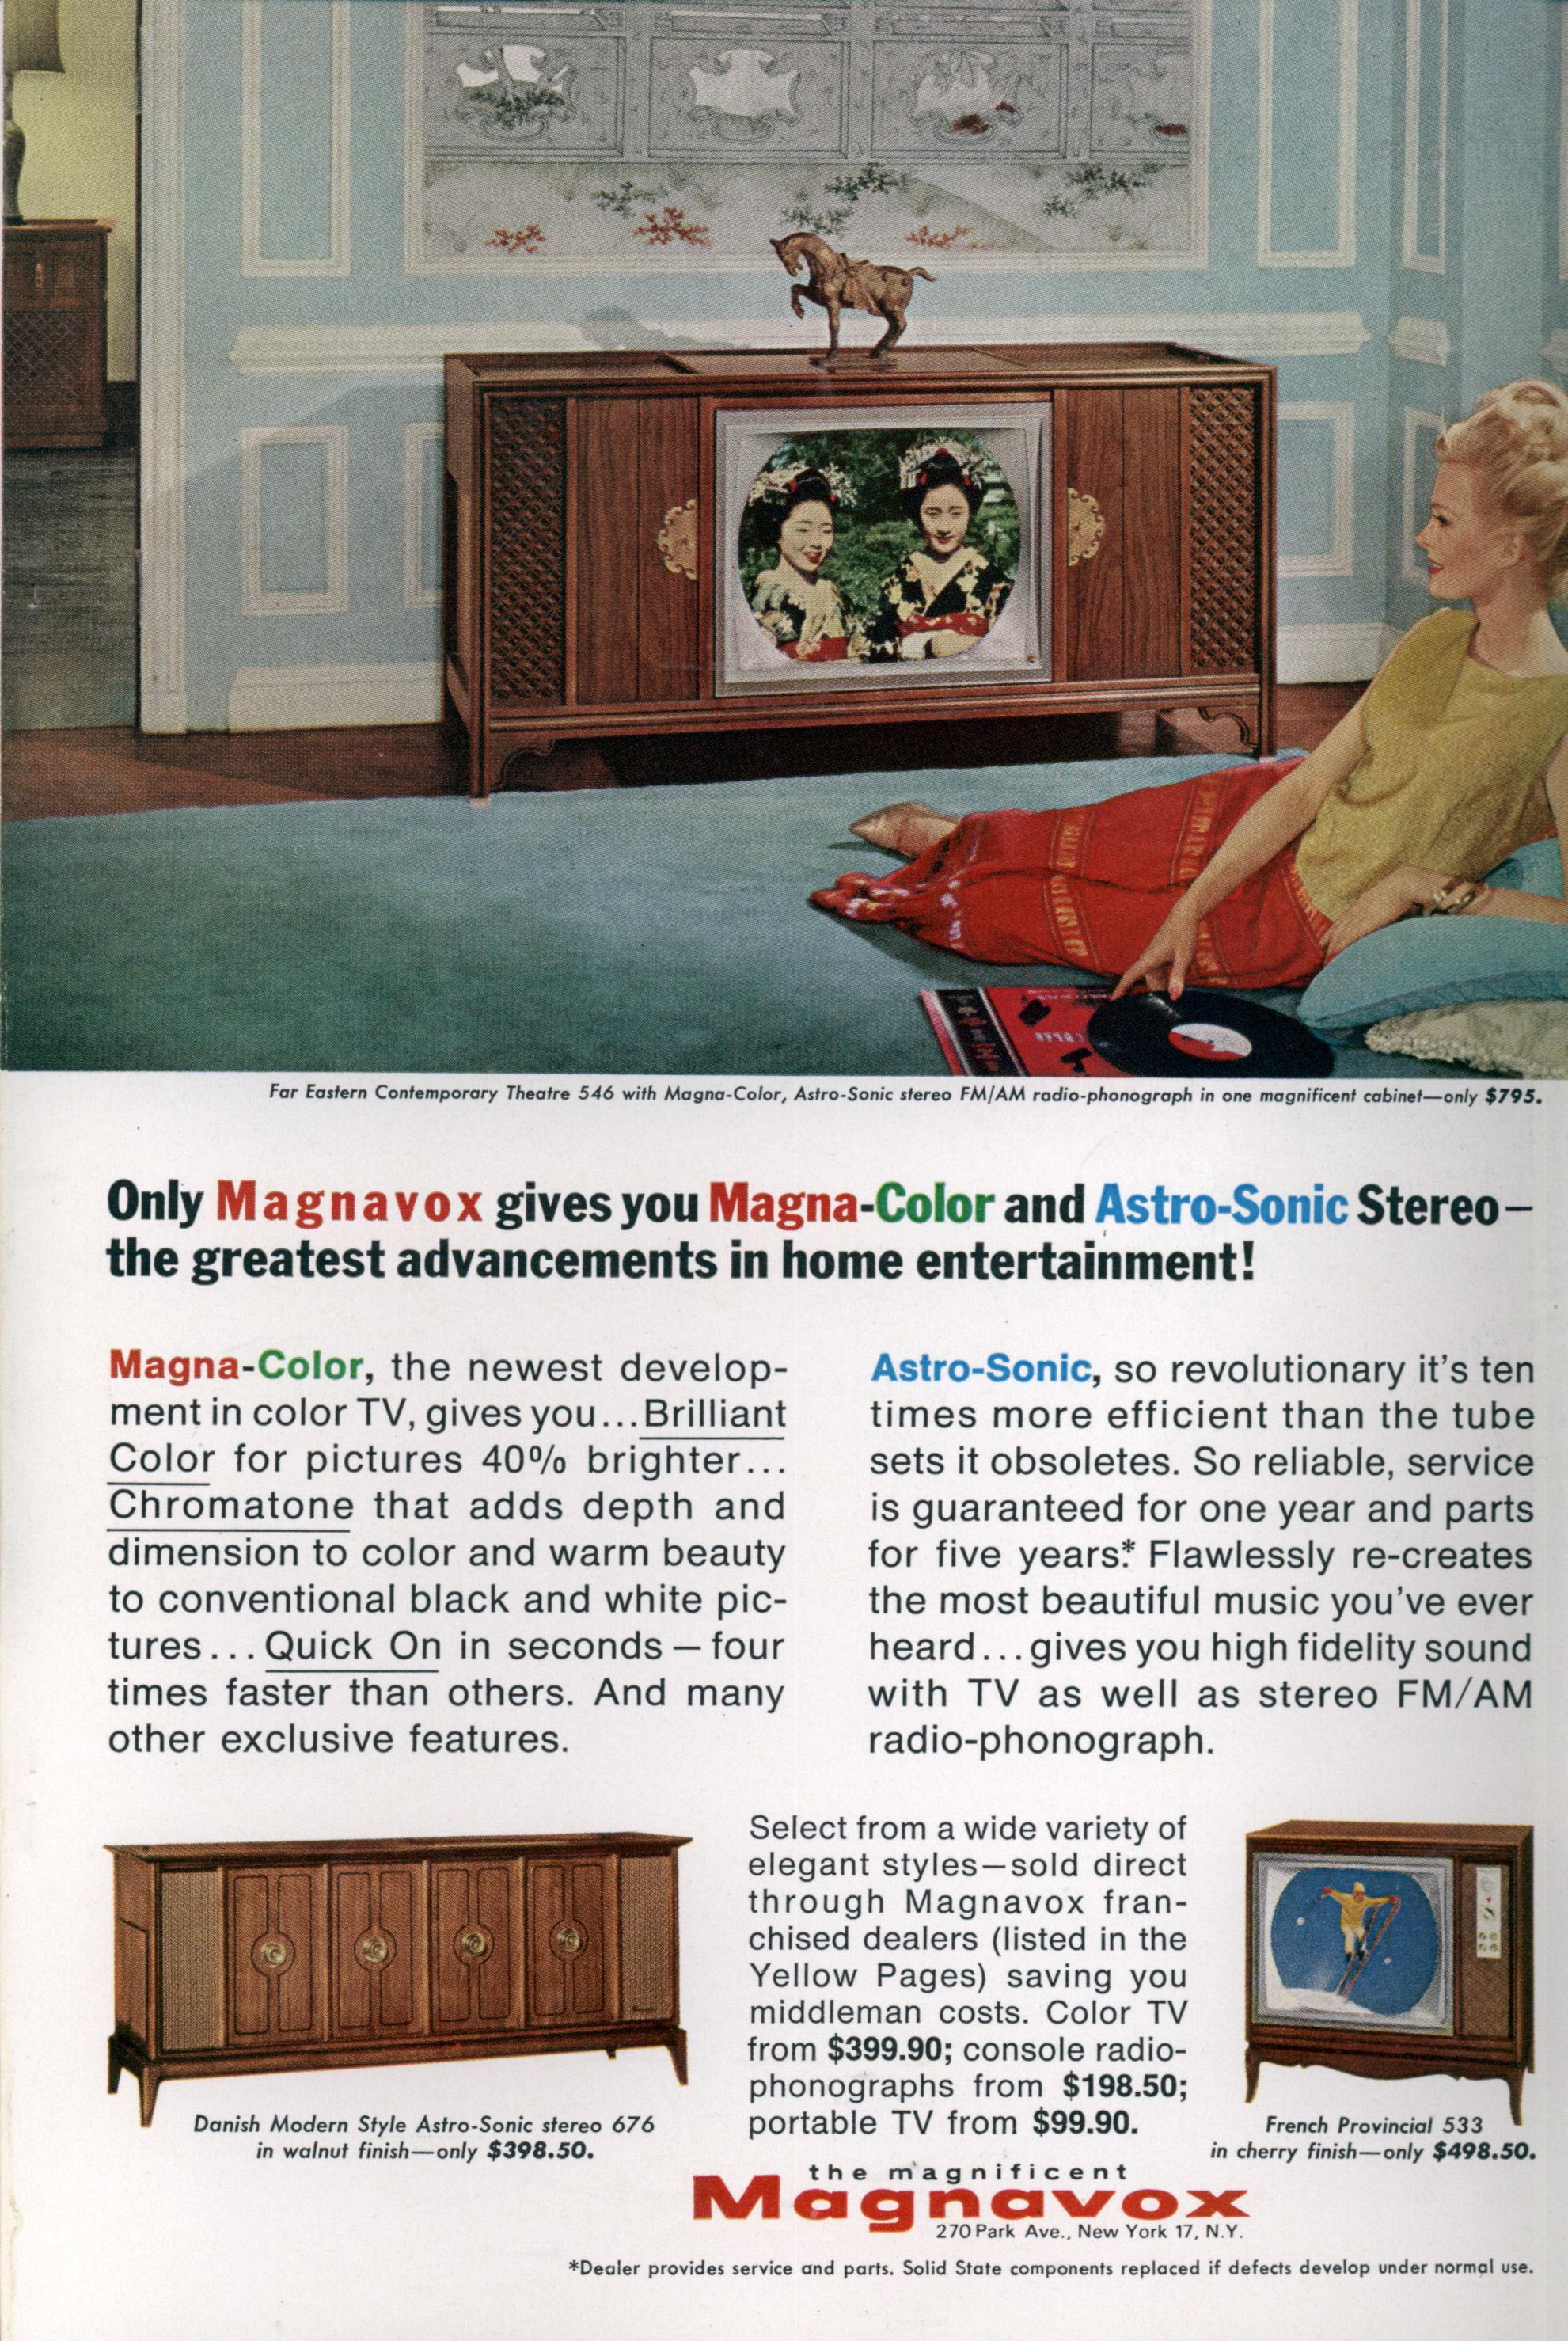 Far Eastern Contemporary Theatre 546 with Magna-Color, Astro-Sonic stereo FM/AM radio-phonograph in one magnificent cabinet—only $795.
Only Magnavox gives you Magna-Color and Astro-Sonic Stereo—
the greatest advancements in home entertainment!
Magna-Color, the newest develop-
ment in color TV, gives you...Brilliant
Color for pictures 40% brighter...
Chromatone that adds depth and
dimension to color and warm beauty
to conventional black and white pic-
tures...Quick On in seconds—four
times faster than others. And many
other exclusive features.
Astro-Sonic, so revolutionary it's ten
times more efficient than the tube
sets it obsoletes. So reliable, service
is guaranteed for one year and parts
for five years.* Flawlessly re-creates
the most beautiful music you've ever
heard...gives you high fidelity sound
with TV as well as stereo FM/AM
radio-phonograph.
Danish Modern Style Astro-Sonic stereo 676
in walnut finish—only $398.50.
Select from a wide variety of
elegant styles—sold direct
through Magnavox fran-
chised dealers (listed in the
Yellow Pages) saving you
middleman costs. Color TV
from $399.90; console radio-
phonographs from $198.50;
portable TV from $99.90.
French Provincial 533
in cherry finish—only $498.50.
the magnificent
Magnavox
270 Park Ave., New York 17, N.Y.
*Dealer provides service and parts. Solid State components replaced if defects develop under normal use.